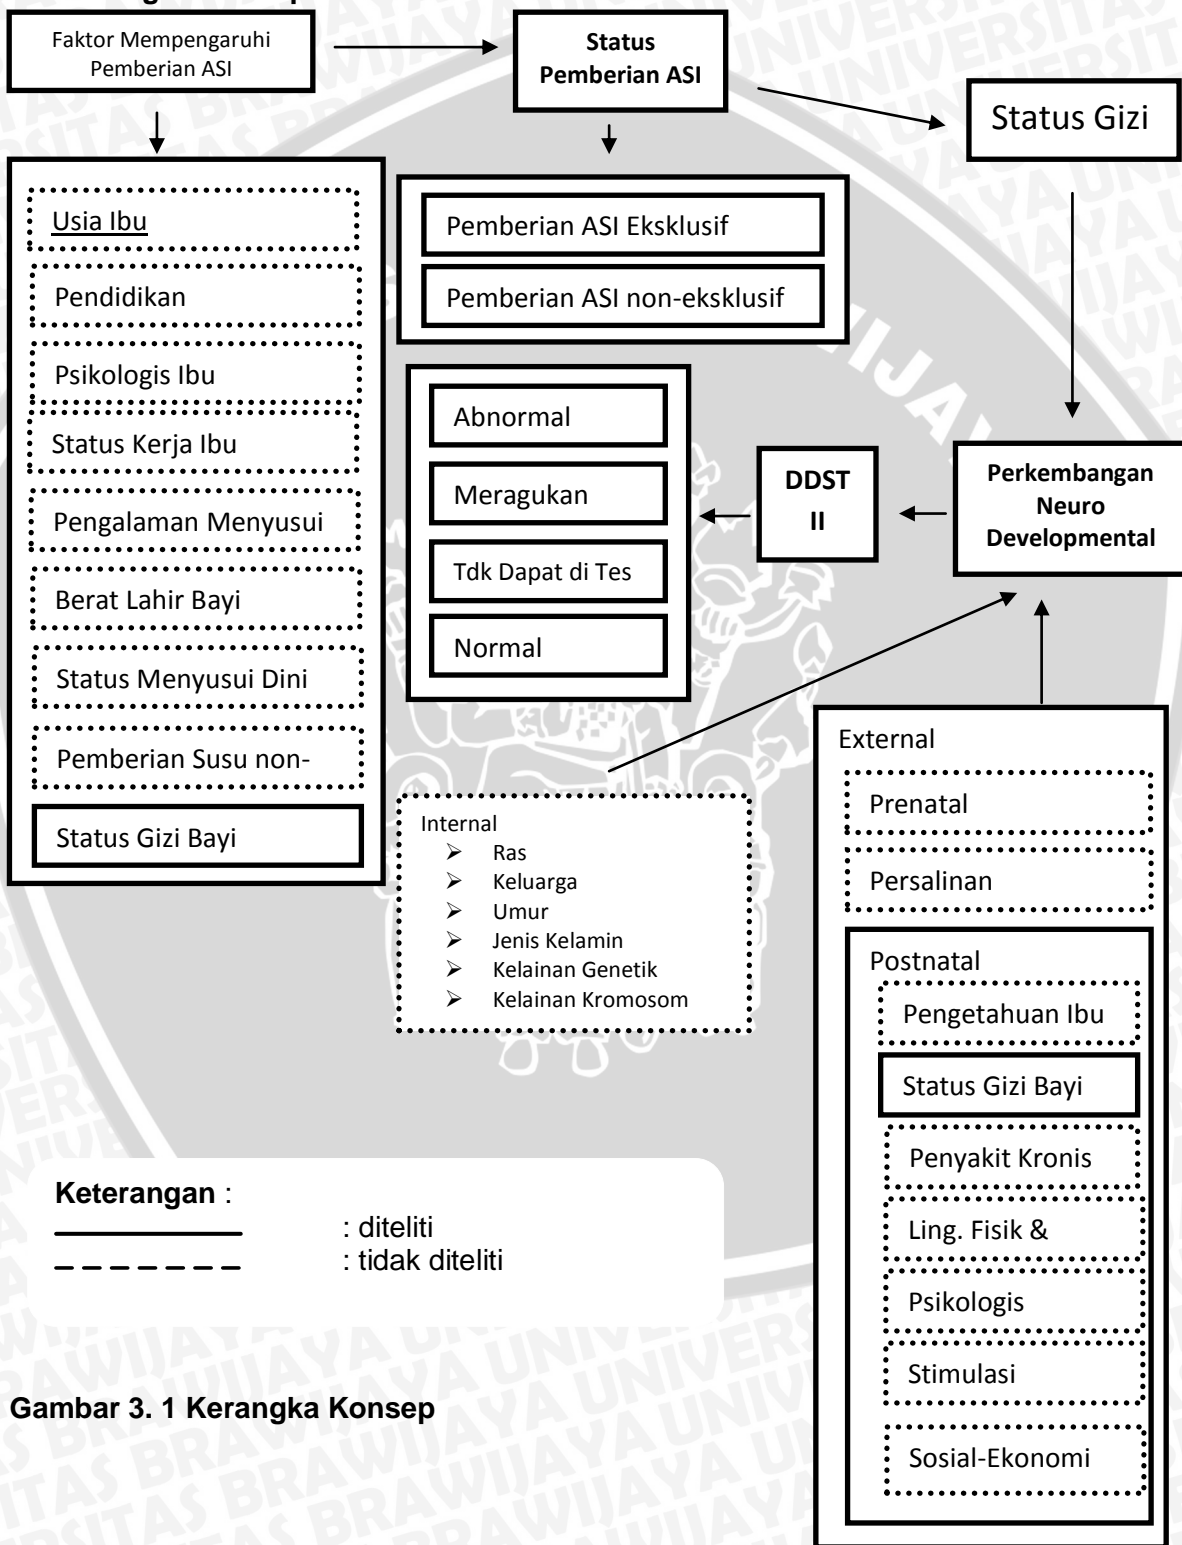 Faktor Mempengaruhi
Pemberian ASI
Status
Pemberian ASI
Status Gizi
Usia Ibu
Pendidikan
Psikologis Ibu
Status Kerja Ibu
Pengalaman Menyusui
Berat Lahir Bayi
Status Menyusui Dini
Pemberian Susu non-
Status Gizi Bayi
Pemberian ASI Eksklusif
Pemberian ASI non-eksklusif
Abnormal
Meragukan
Tdk Dapat di Tes
Normal
DDST
II
Perkembangan
Neuro
Developmental
Internal
➢ Ras
➢ Keluarga
➢ Umur
➢ Jenis Kelamin
➢ Kelainan Genetik
➢ Kelainan Kromosom
External
Prenatal
Persalinan
Postnatal
Pengetahuan Ibu
Status Gizi Bayi
Penyakit Kronis
Ling. Fisik &
Psikologis
Stimulasi
Sosial-Ekonomi
Keterangan :
: diteliti
: tidak diteliti
Gambar 3. 1 Kerangka Konsep